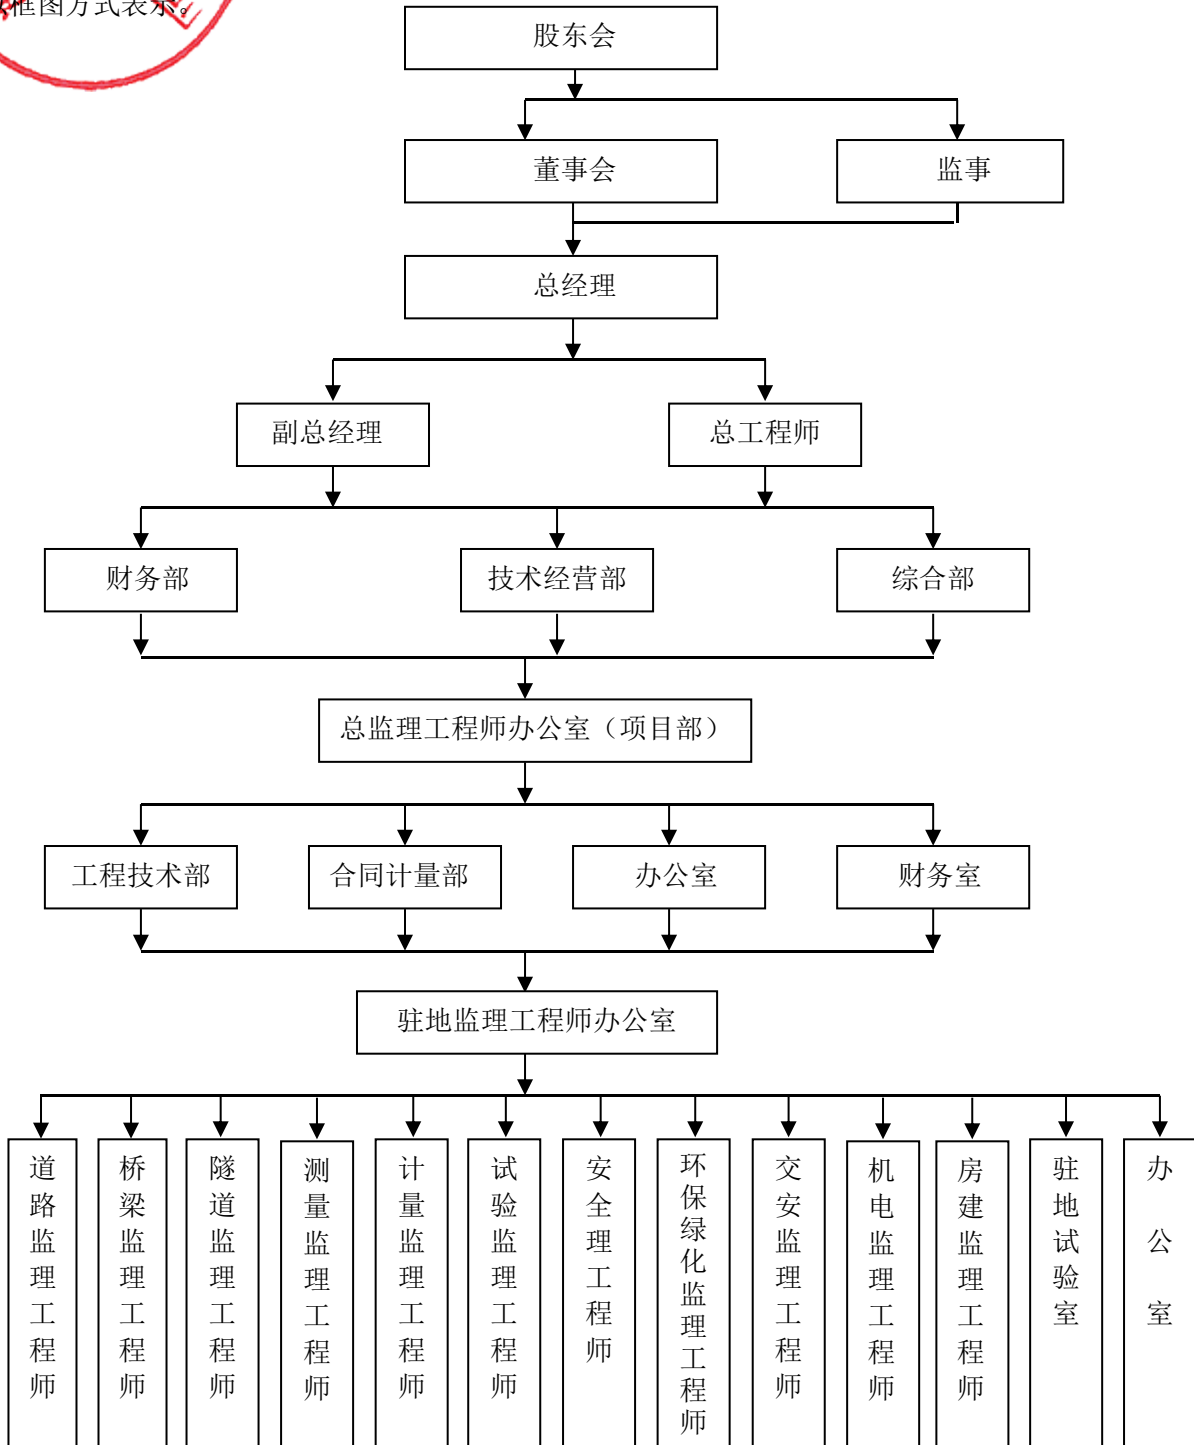 框图方式表示。
股东会
董事会
监事
总经理
副总经理
总工程师
财务部
技术经营部
综合部
总监理工程师办公室（项目部）
工程技术部
合同计量部
办公室
财务室
驻地监理工程师办公室
道路监理工程师
桥梁监理工程师
隧道监理工程师
测量监理工程师
计量监理工程师
试验监理工程师
安全理工程师
环保绿化监理工程师
交安监理工程师
机电监理工程师
房建监理工程师
驻地试验室
办公室